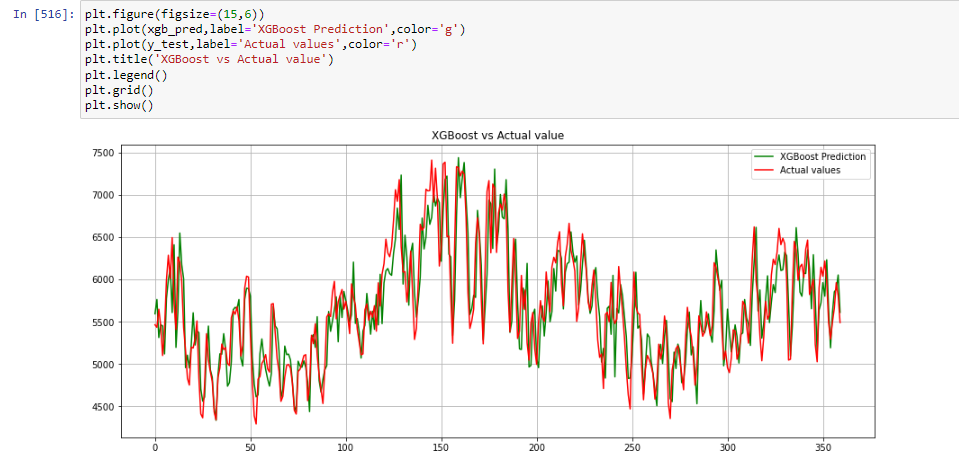 In [516]: plt.figure(figsize=(15,6))
plt.plot(xgb_pred,label='XGBoost Prediction',color='g')
plt.plot(y_test,label='Actual values',color='r')
plt.title('XGBoost vs Actual value')
plt.legend()
plt.grid()
plt.show()
XGBoost vs Actual value
XGBoost Prediction
Actual values
7500
7000
6500
6000
5500
5000
4500
0 50 100 150 200 250 300 350